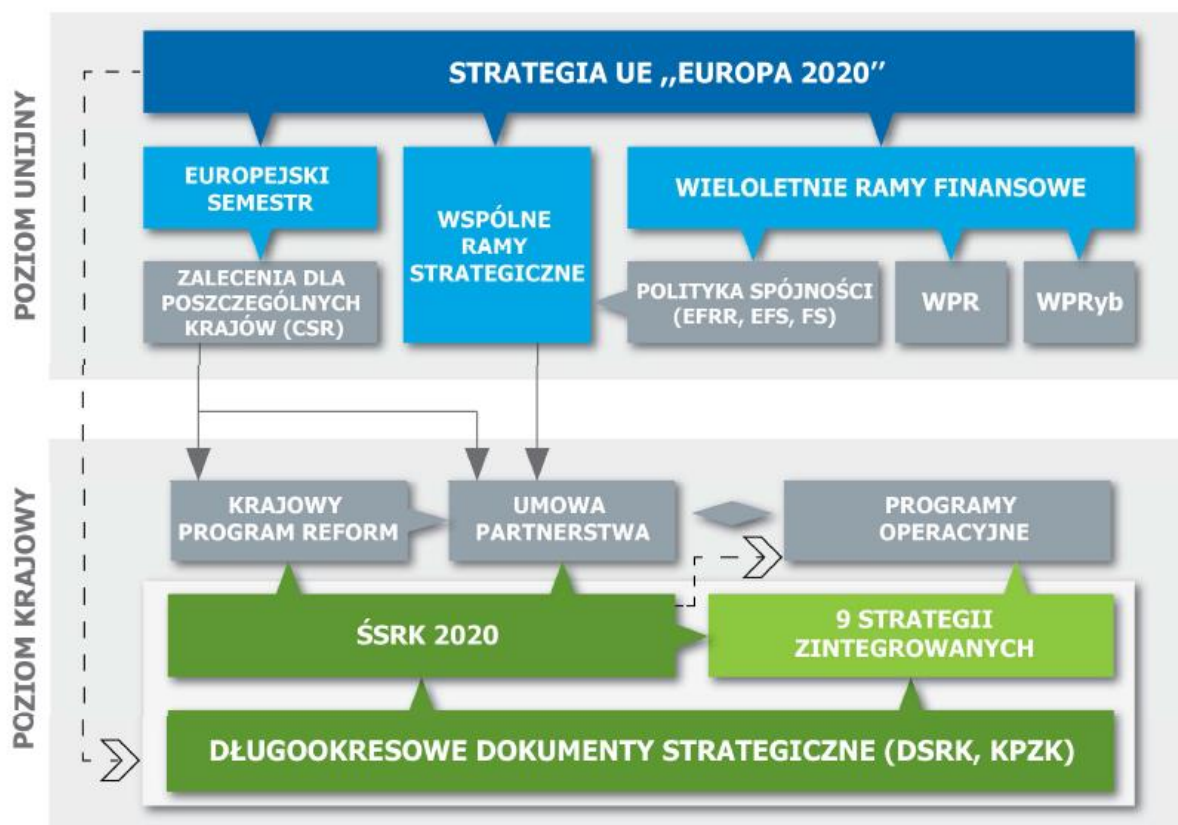 POZIOM UNIJNY
STRATEGIA UE ,,EUROPA 2020”
EUROPEJSKI
SEMESTR
WSPÓLNE
RAMY
STRATEGICZNE
WIELOLETNIE RAMY FINANSOWE
ZALECENIA DLA
POSZCZEGÓLNYCH
KRAJÓW (CSR)
POLITYKA SPÓJNOŚCI
(EFRR, EFS, FS)
WPR
WPRyb
POZIOM KRAJOWY
KRAJOWY
PROGRAM REFORM
UMOWA
PARTNERSTWA
PROGRAMY
OPERACYJNE
ŚSRK 2020
9 STRATEGII
ZINTEGROWANYCH
DŁUGOOKRESOWE DOKUMENTY STRATEGICZNE (DSRK, KPZK)